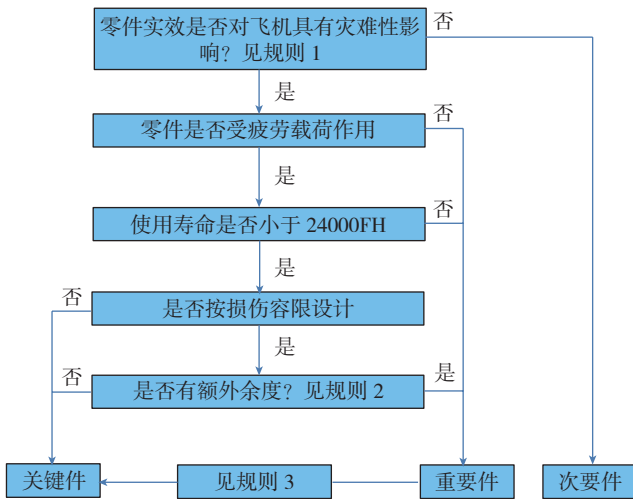 零件实效是否对飞机具有灾难性影
响？见规则 1
否
是
零件是否受疲劳载荷作用
否
是
使用寿命是否小于 24000FH
否
是
否
是否按损伤容限设计
是
否
是否有额外余度？见规则 2
是
关键件
见规则 3
重要件
次要件